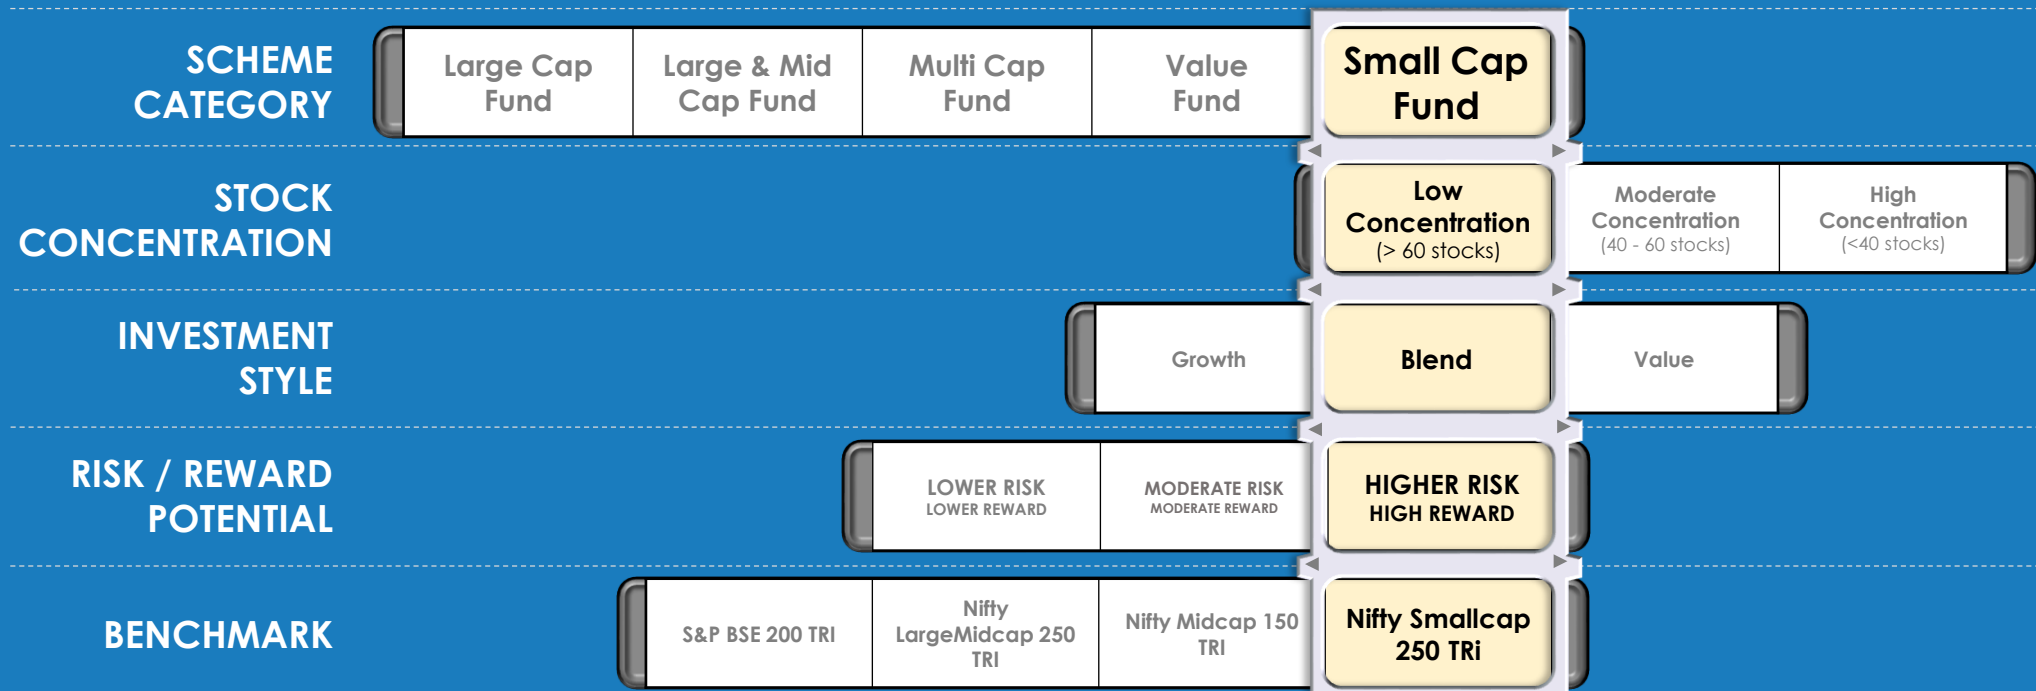 SCHEME
CATEGORY
Large Cap
Fund
Large & Mid
Cap Fund
Multi Cap
Fund
Value
Fund
Small Cap
Fund
STOCK
CONCENTRATION
Low
Concentration
(> 60 stocks)
Moderate
Concentration
(40 - 60 stocks)
High
Concentration
(<40 stocks)
INVESTMENT
STYLE
Growth
Blend
Value
RISK / REWARD
POTENTIAL
LOWER RISK
LOWER REWARD
MODERATE RISK
MODERATE REWARD
HIGHER RISK
HIGH REWARD
BENCHMARK
S&P BSE 200 TRI
Nifty
LargeMidcap 250
TRI
Nifty Midcap 150
TRI
Nifty Smallcap
250 TRi